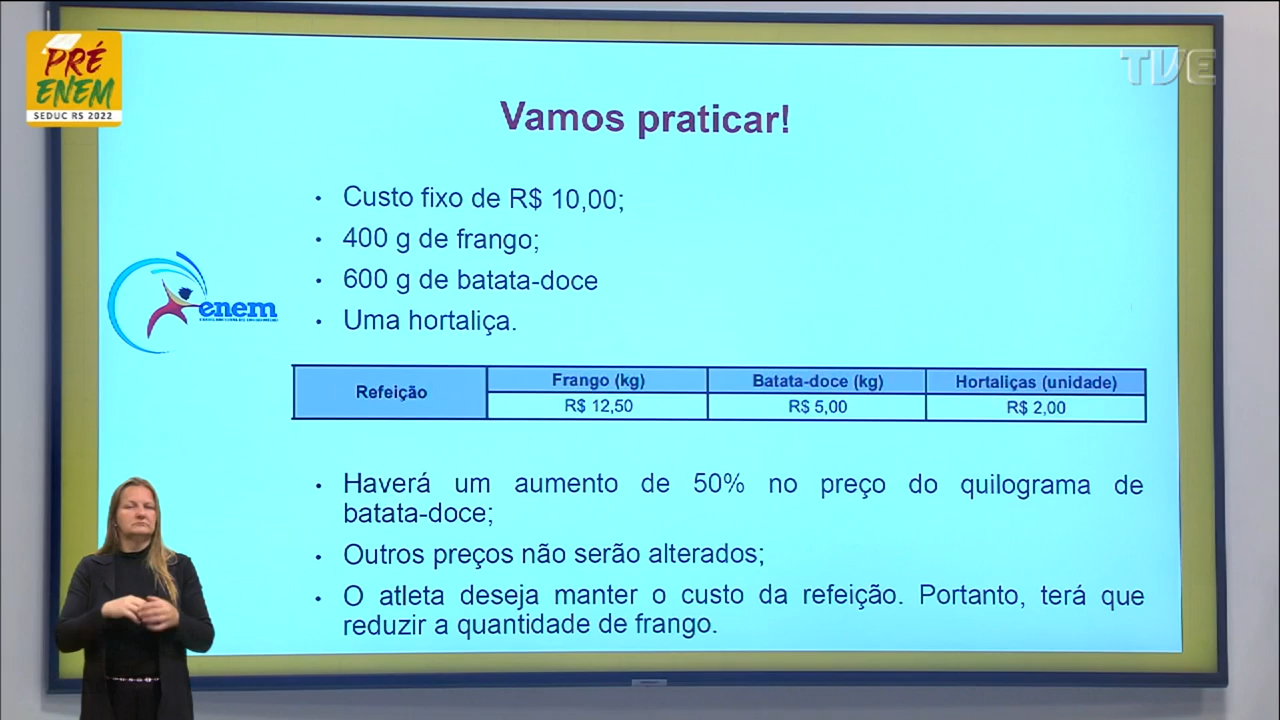 PRÉ
ENEM
SEDUC RS 2022
TVE
Vamos praticar!
• Custo fixo de R$ 10,00;
• 400 g de frango;
• 600 g de batata-doce
• Uma hortaliça.
enem
Refeição
Frango (kg) Batata-doce (kg) Hortaliças (unidade)
R$ 12,50 R$ 5,00 R$ 2,00
• Haverá um aumento de 50% no preço do quilograma de
batata-doce;
• Outros preços não serão alterados;
• O atleta deseja manter o custo da refeição. Portanto, terá que
reduzir a quantidade de frango.